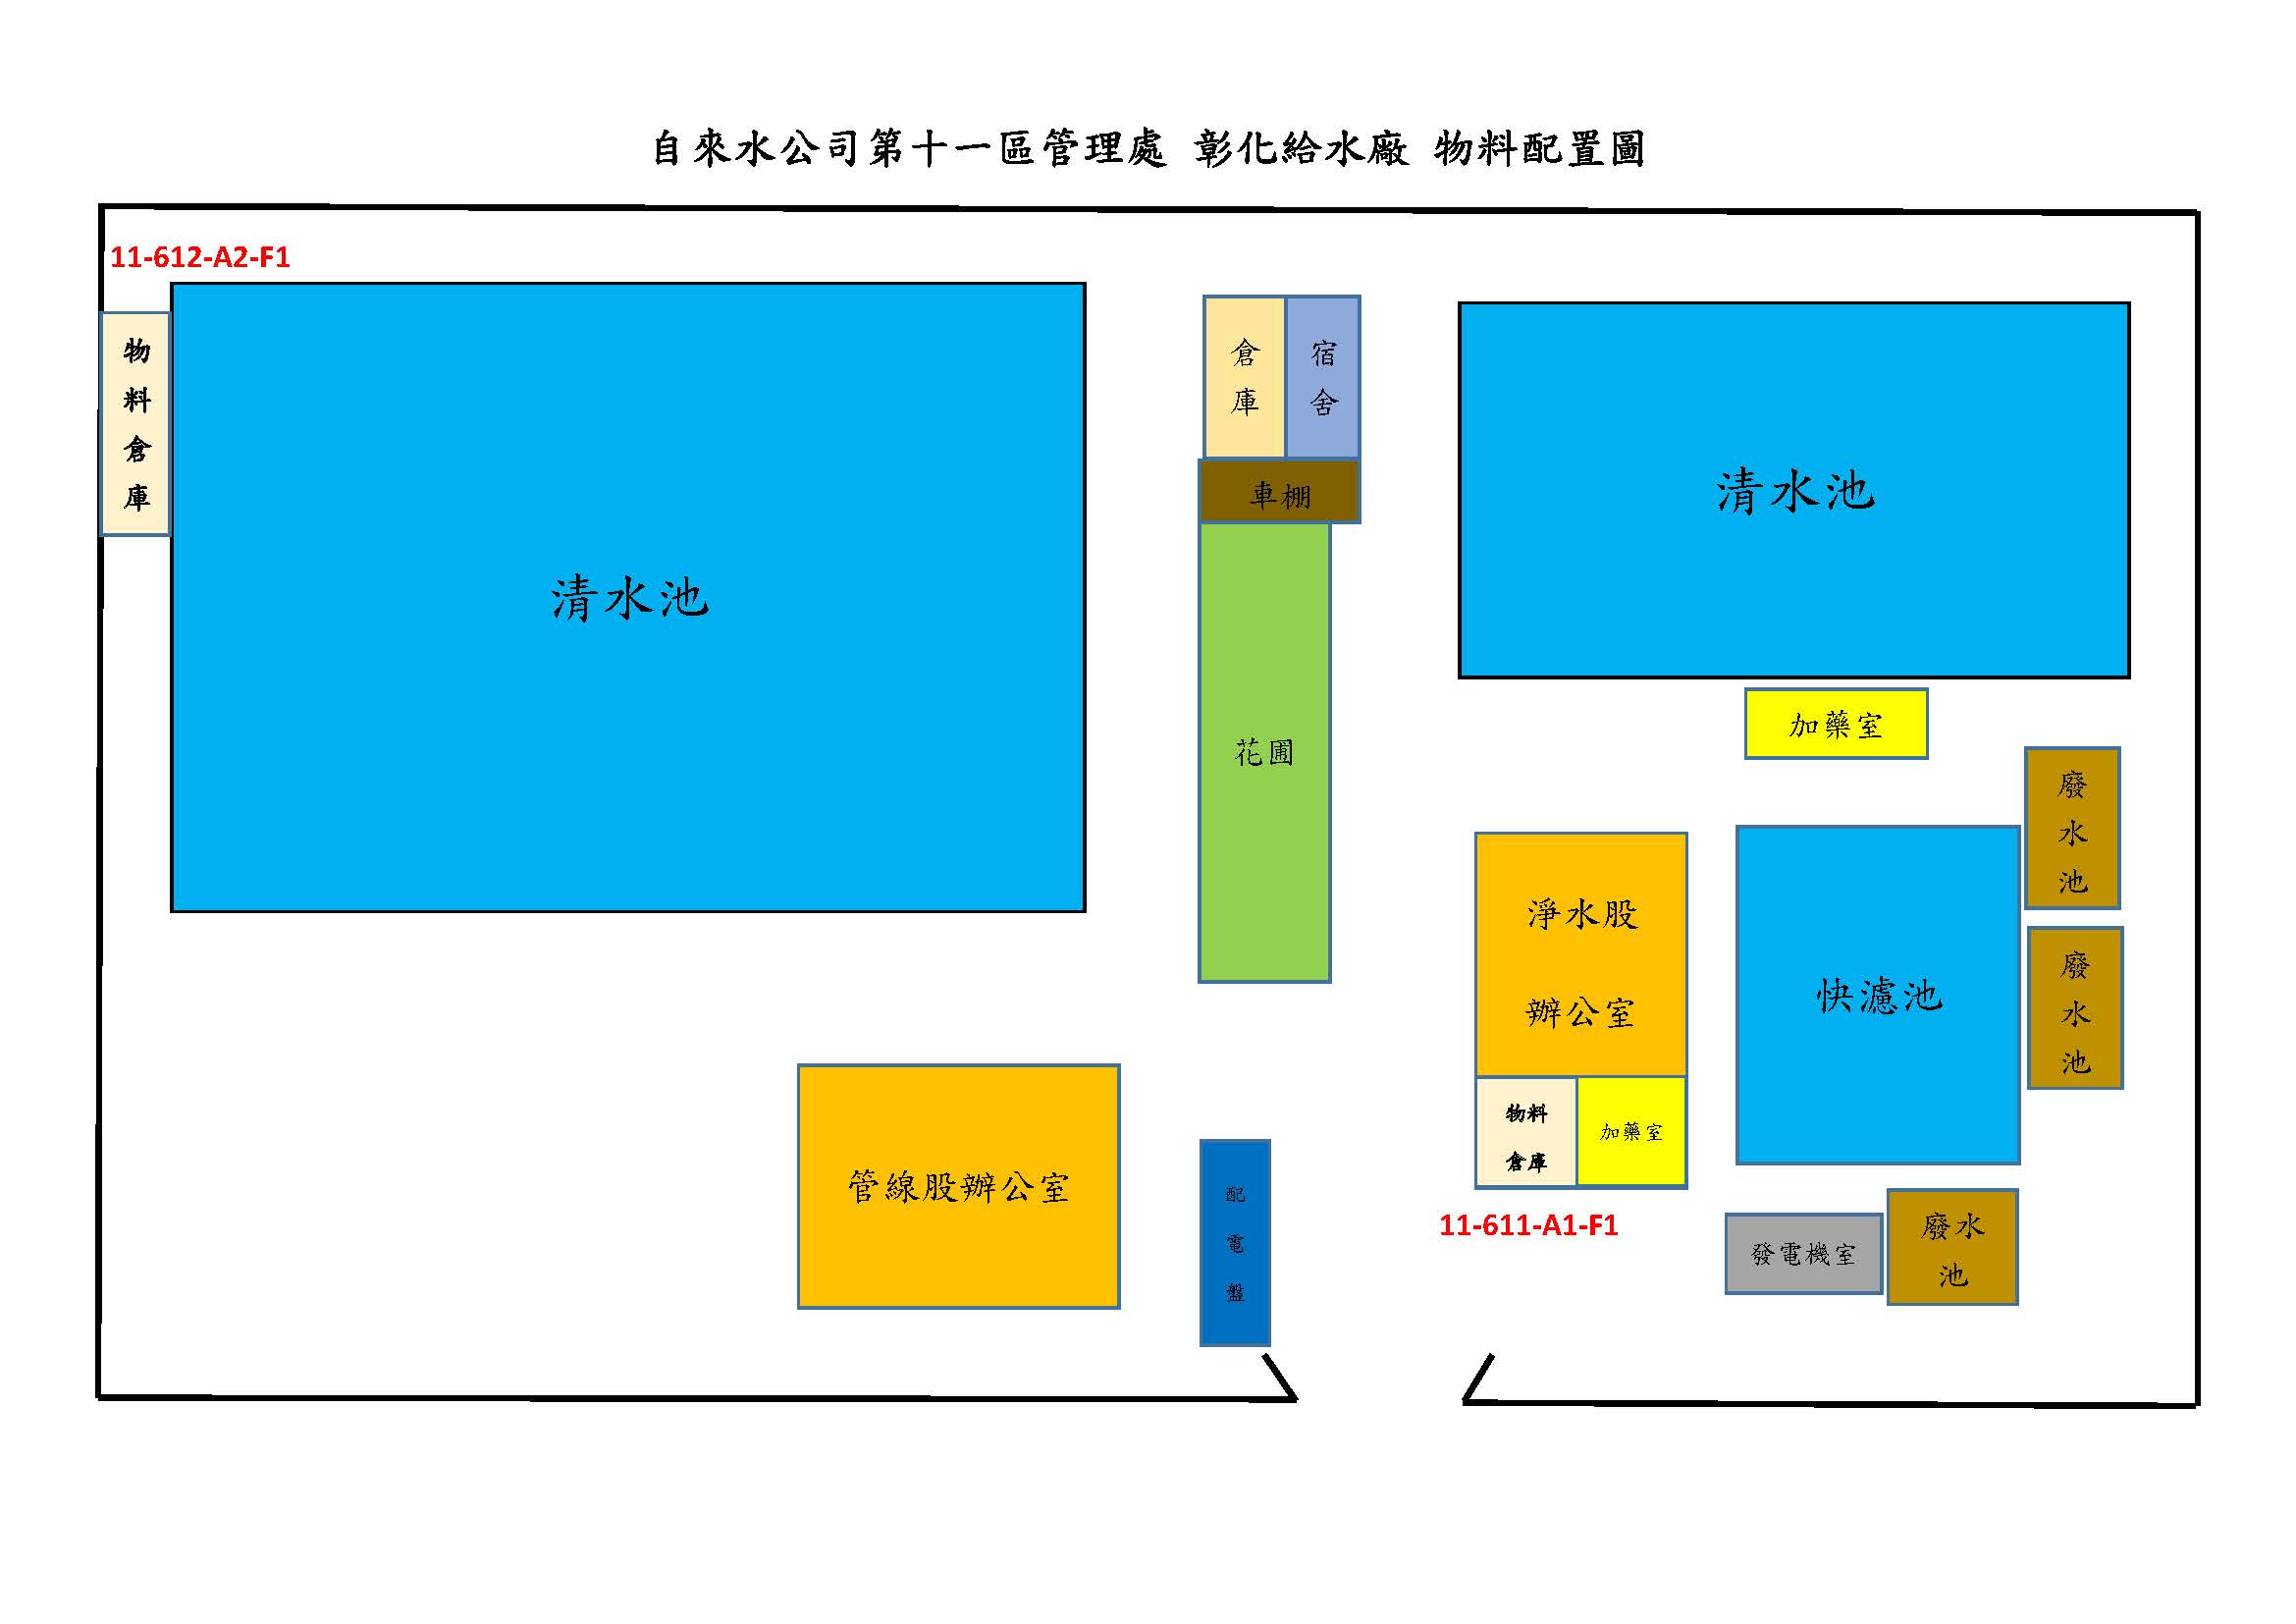 自來水公司第十一區管理處 彰化給水廠 物料配置圖
11-612-A2-F1
物
料
倉
庫
清水池
倉
庫
宿
舍
車棚
花圃
清水池
加藥室
廢
水
池
淨水股
辦公室
快濾池
廢
水
池
物料
倉庫
加藥室
11-611-A1-F1
管線股辦公室
配
電
盤
發電機室
廢水
池